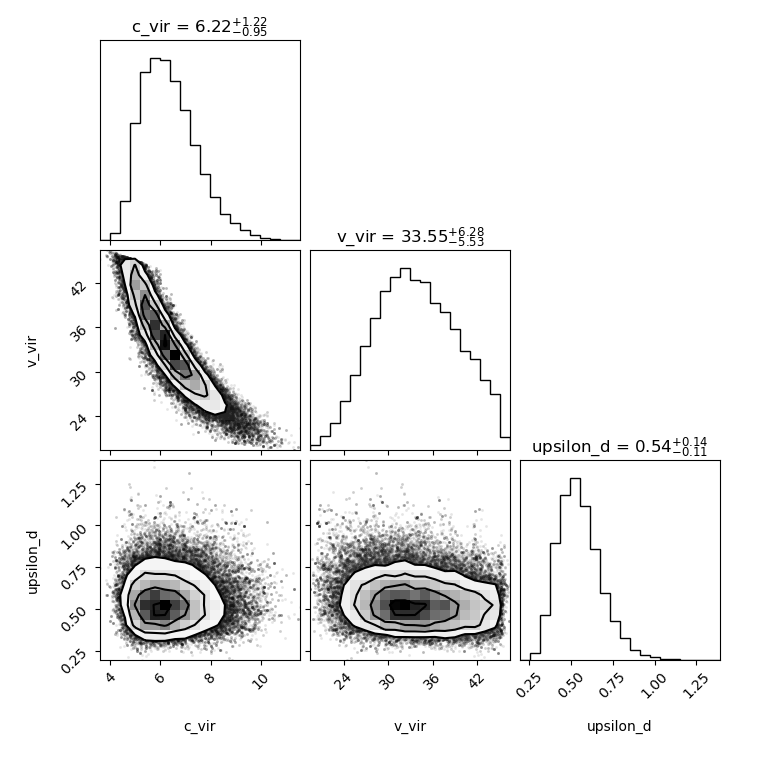 c_vir = 6.22+1.22−0.95
v_vir = 33.55+6.28−5.53
42
36
30
24
v_vir
upsilon_d = 0.54+0.14−0.11
1.25
1.00
0.75
0.50
0.25
upsilon_d
4 6 8 10
24 30 36 42
0.25 0.50 0.75 1.00 1.25
c_vir v_vir upsilon_d